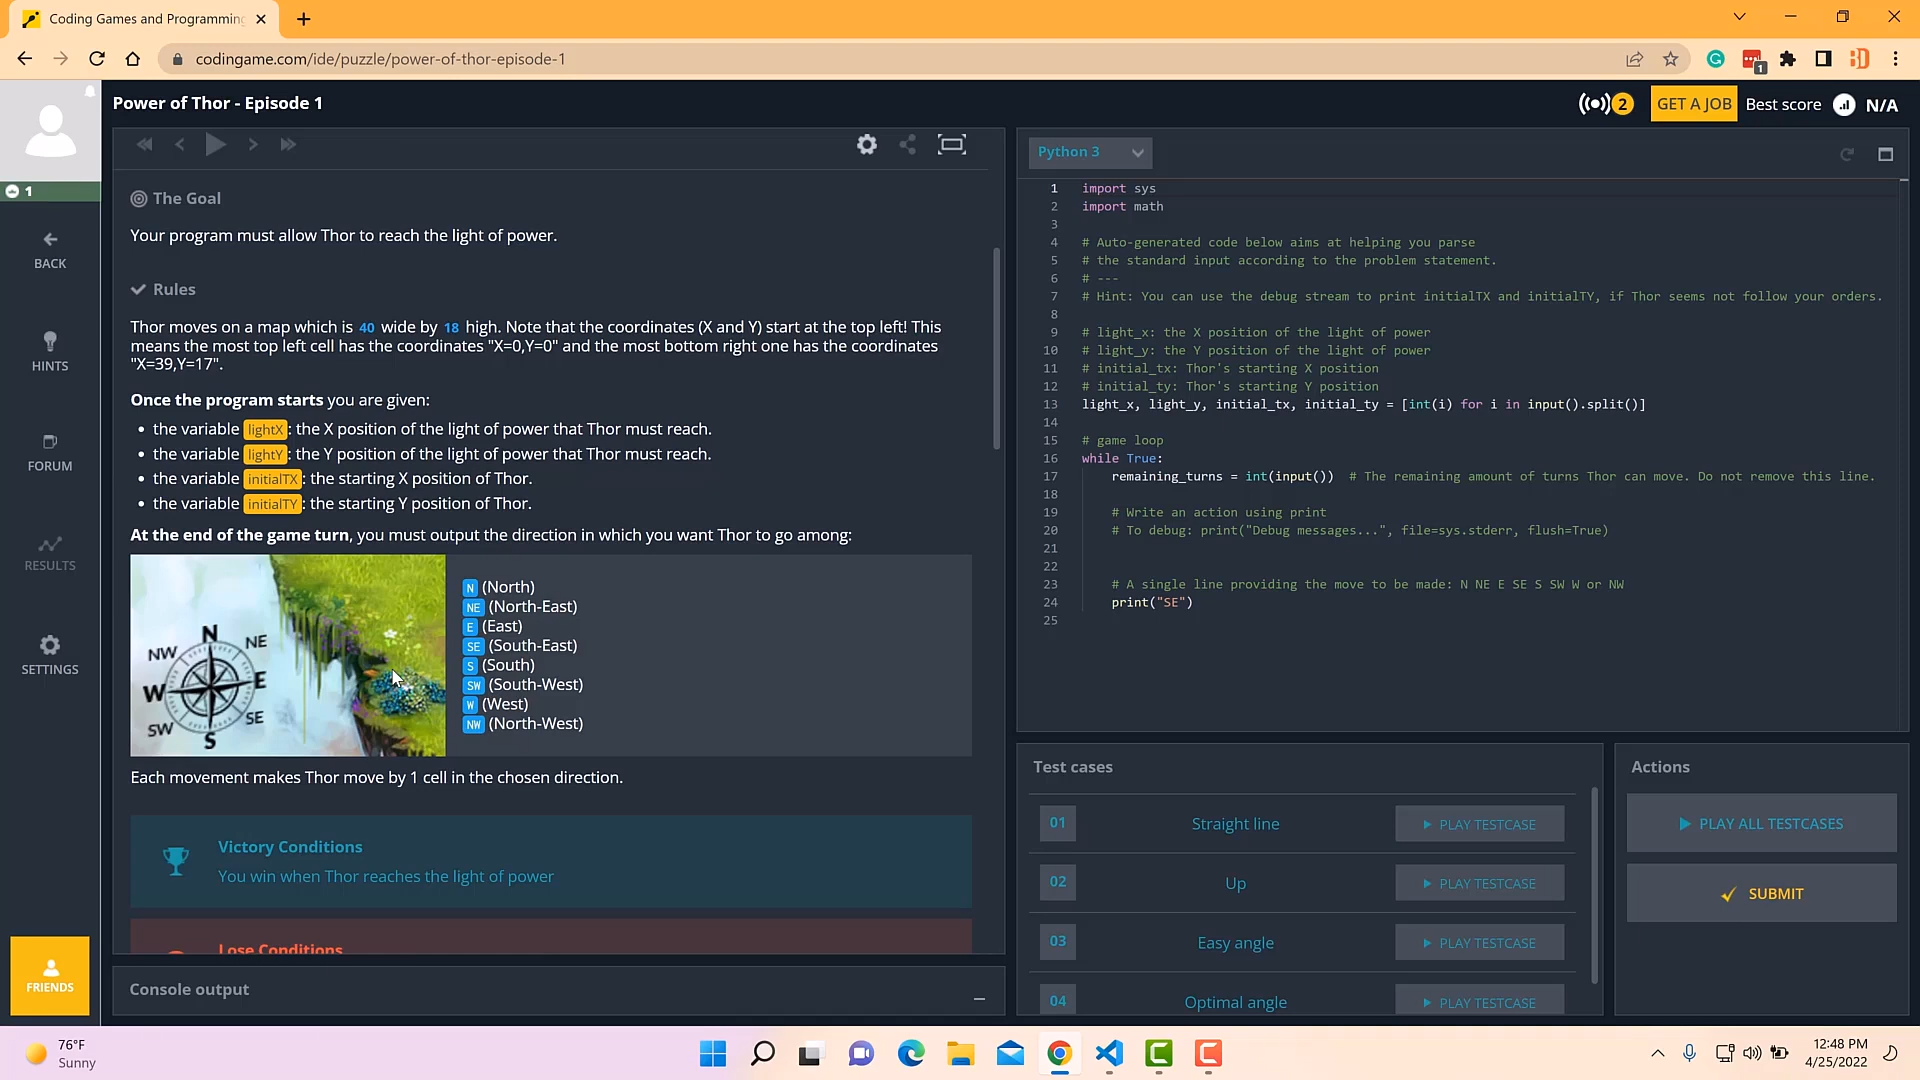 Coding Games and Programming
codingame.com/ide/puzzle/power-of-thor-episode-1
1
Power of Thor - Episode 1
2
GET A JOB
Best score
N/A
1
BACK
HINTS
FORUM
RESULTS
SETTINGS
FRIENDS
The Goal
Your program must allow Thor to reach the light of power.
Rules
Thor moves on a map which is 40 wide by 18 high. Note that the coordinates (X and Y) start at the top left! This
means the most top left cell has the coordinates "X=0,Y=0" and the most bottom right one has the coordinates
"X=39,Y=17".
Once the program starts you are given:
• the variable lightX: the X position of the light of power that Thor must reach.
• the variable lightY: the Y position of the light of power that Thor must reach.
• the variable initialTX: the starting X position of Thor.
• the variable initialTY: the starting Y position of Thor.
At the end of the game turn, you must output the direction in which you want Thor to go among:
N
NW NE
W E
SW SE
S
N (North)
NE (North-East)
E (East)
SE (South-East)
S (South)
SW (South-West)
W (West)
NW (North-West)
Each movement makes Thor move by 1 cell in the chosen direction.
Victory Conditions
You win when Thor reaches the light of power
Lose Conditions
Console output
Python 3
1 import sys
2 import math
3
4 # Auto-generated code below aims at helping you parse
5 # the standard input according to the problem statement.
6 # ---
7 # Hint: You can use the debug stream to print initialTX and initialTY, if Thor seems not follow your orders.
8
9 # light_x: the X position of the light of power
10 # light_y: the Y position of the light of power
11 # initial_tx: Thor's starting X position
12 # initial_ty: Thor's starting Y position
13 light_x, light_y, initial_tx, initial_ty = [int(i) for i in input().split()]
14
15 # game loop
16 while True:
17 remaining_turns = int(input()) # The remaining amount of turns Thor can move. Do not remove this line.
18
19 # Write an action using print
20 # To debug: print("Debug messages...", file=sys.stderr, flush=True)
21
22
23 # A single line providing the move to be made: N NE E SE S SW W or NW
24 print("SE")
25
Test cases
01 Straight line PLAY TESTCASE
02 Up PLAY TESTCASE
03 Easy angle PLAY TESTCASE
04 Optimal angle PLAY TESTCASE
Actions
PLAY ALL TESTCASES
SUBMIT
76°F
Sunny
12:48 PM
4/25/2022